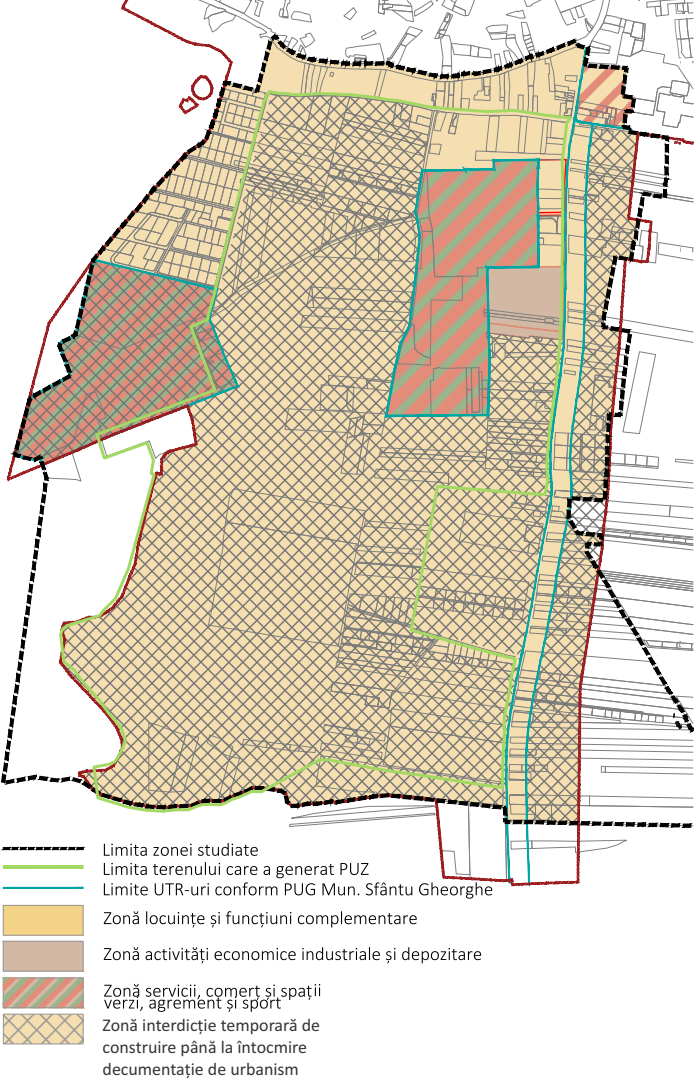 Limita zonei studiate
Limita terenului care a generat PUZ
Limite UTR-uri conform PUG Mun. Sfântu Gheorghe
Zonă locuințe și funcțiuni complementare
Zonă activități economice industriale și depozitare
Zonă servicii, comerț și spații
verzi, agrement și sport
Zonă interdicție temporară de
construire până la întocmire
decumentație de urbanism